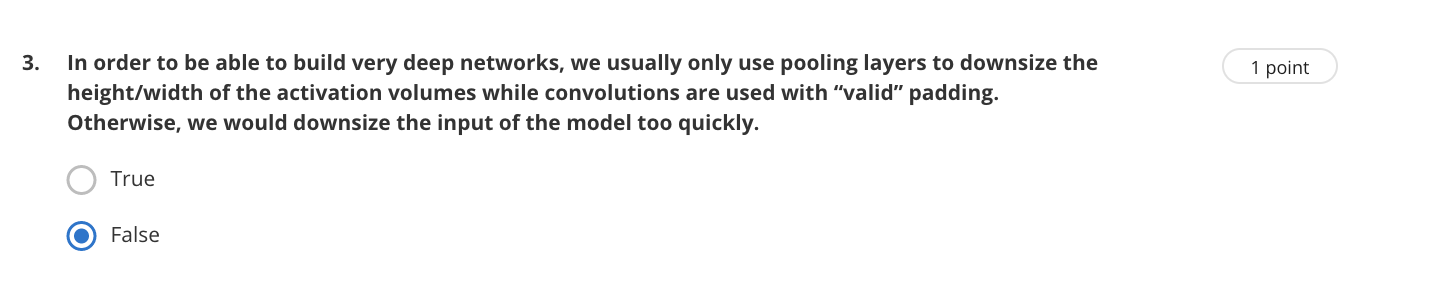 3. In order to be able to build very deep networks, we usually only use pooling layers to downsize the
height/width of the activation volumes while convolutions are used with “valid” padding.
Otherwise, we would downsize the input of the model too quickly.
1 point
True
False